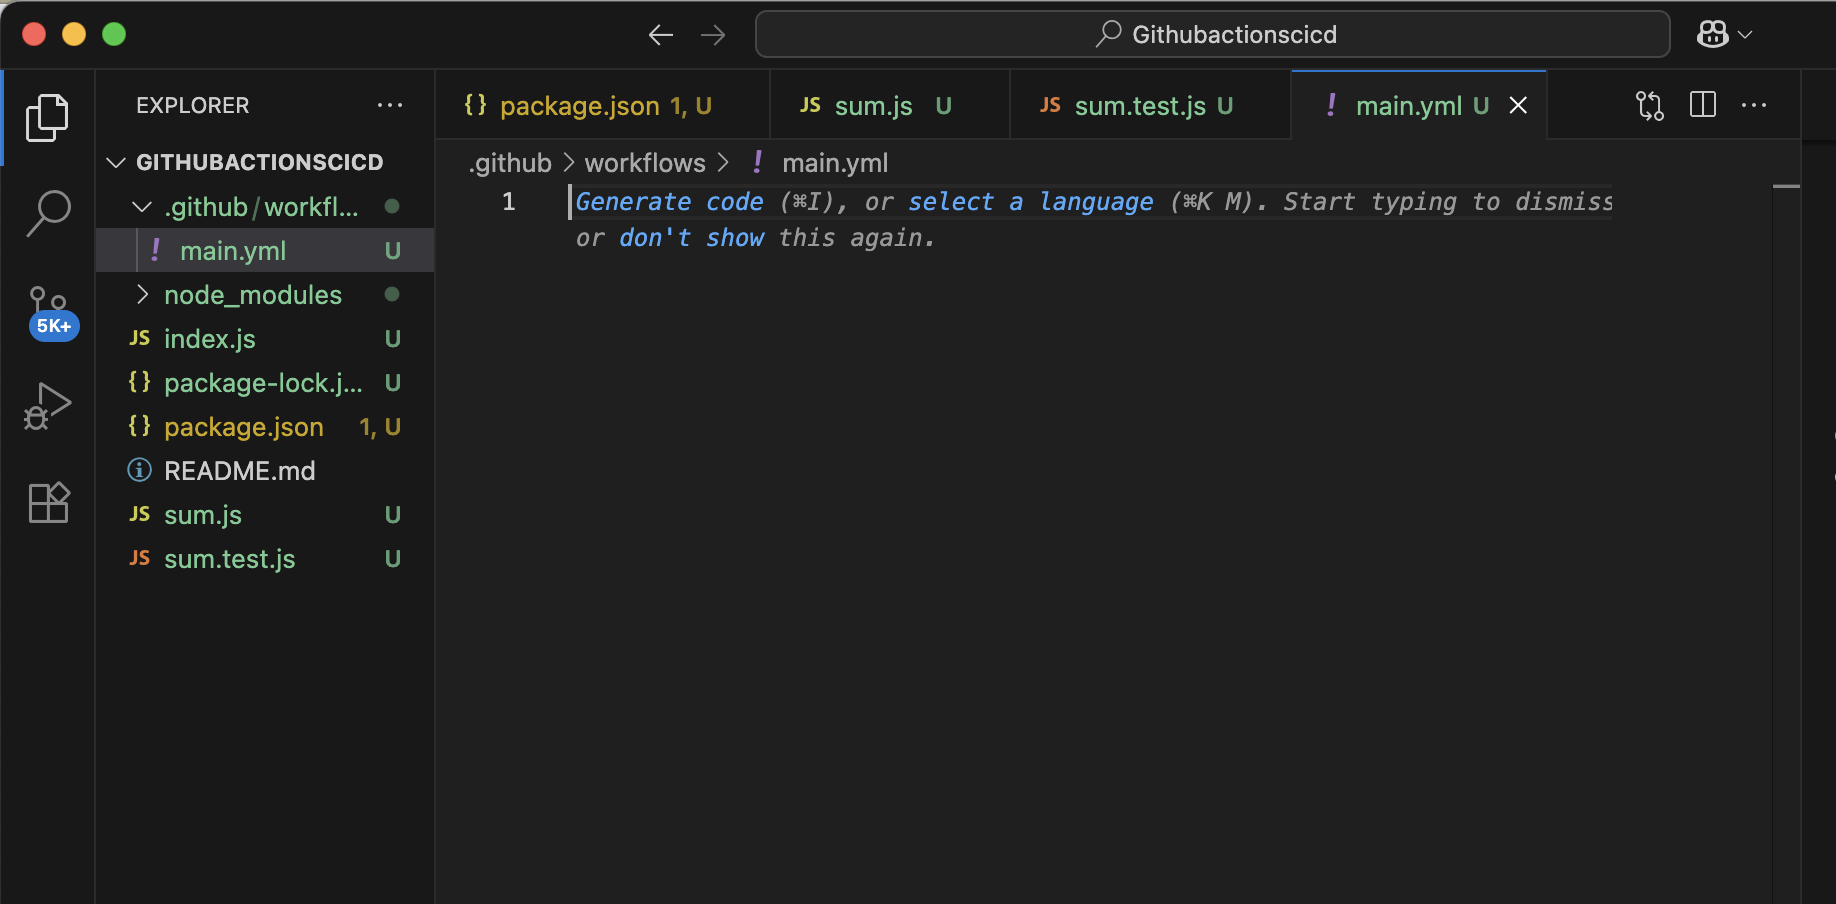 Githubactionscicd
EXPLORER
GITHUBACTIONSCICD
.github/workfl...
main.yml U
node_modules
JS index.js U
{} package-lock.j... U
{} package.json 1, U
README.md
JS sum.js U
JS sum.test.js U
5K+
{} package.json 1, U
JS sum.js U
JS sum.test.js U
! main.yml U
.github > workflows > ! main.yml
1 Generate code (⌘I), or select a language (⌘K M). Start typing to dismiss
or don't show this again.